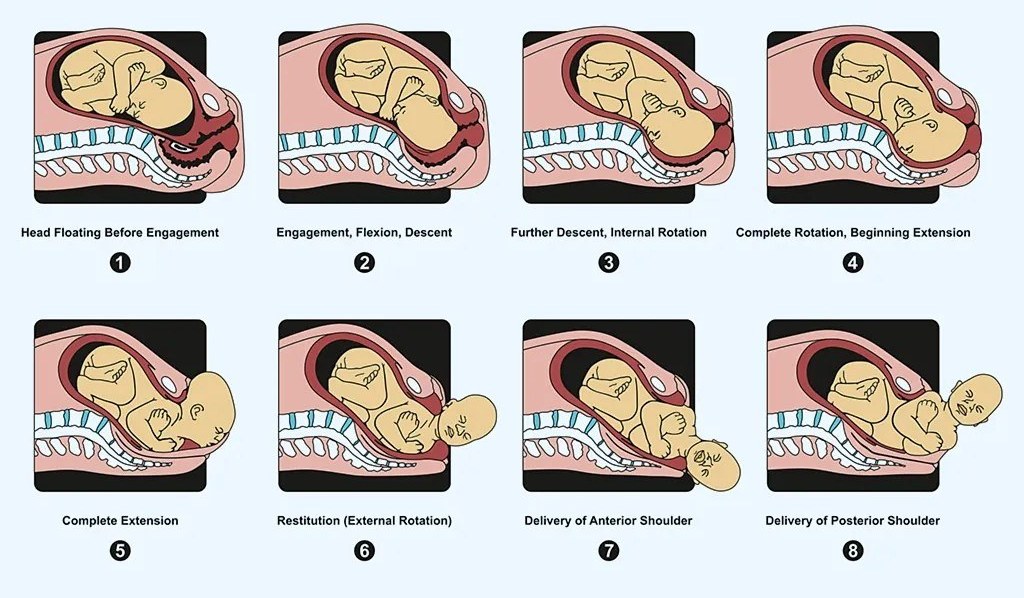 Head Floating Before Engagement
1
Engagement, Flexion, Descent
2
Further Descent, Internal Rotation
3
Complete Rotation, Beginning Extension
4
Complete Extension
5
Restitution (External Rotation)
6
Delivery of Anterior Shoulder
7
Delivery of Posterior Shoulder
8